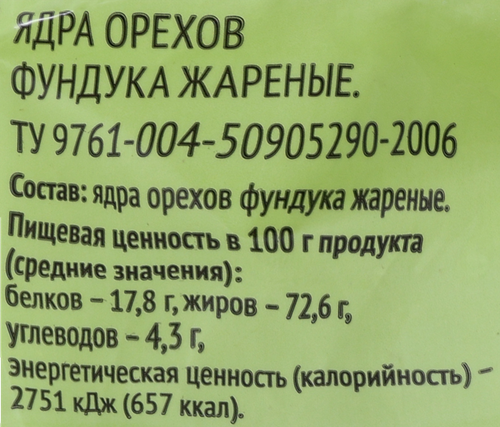 ЯДРА ОРЕХОВ
ФУНДУКА ЖАРЕНЫЕ.
ТУ 9761-004-50905290-2006
Состав: ядра орехов фундука жареные.
Пищевая ценность в 100 г продукта
(средние значения):
белков – 17,8 г, жиров – 72,6 г,
углеводов – 4,3 г,
энергетическая ценность (калорийность) –
2751 кДж (657 ккал).